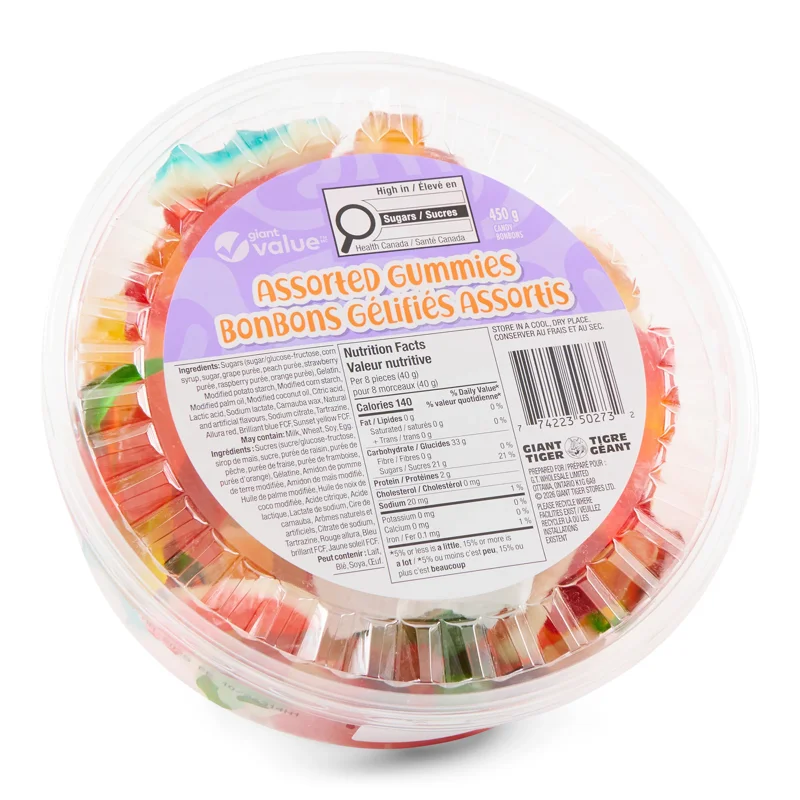 High in / Élevé en
Sugars / Sucres
Health Canada / Santé Canada
450 g
CANDY
BONBONS
giant
value
Assorted Gummies
Bonbons Gélifiés Assortis
Ingredients: Sugars (sugar/glucose-fructose, corn
syrup, sugar, grape purée, peach purée, strawberry
purée, raspberry purée, orange purée), Gelatin,
Modified potato starch, Modified corn starch,
Modified palm oil, Modified coconut oil, Citric acid,
Lactic acid, Sodium lactate, Carnauba wax, Natural
and artificial flavours, Sodium citrate, Tartrazine,
Allura red, Brilliant blue FCF, Sunset yellow FCF.
May contain: Milk, Wheat, Soy, Egg.
Ingrédients : Sucres (sucre/glucose-fructose,
sirop de maïs, sucre, purée de raisin, purée de
pêche, purée de fraise, purée de framboise,
purée d'orange), Gélatine, Amidon de pomme
de terre modifiée, Amidon de maïs modifié,
Huile de palme modifiée, Huile de noix de
coco modifiée, Acide citrique, Acide
lactique, Lactate de sodium, Cire de
carnauba, Arômes naturels et
artificiels, Citrate de sodium,
Tartrazine, Rouge allura, Bleu
brillant FCF, Jaune soleil FCF.
Peut contenir : Lait,
Blé, Soya, Œuf.
Nutrition Facts
Valeur nutritive
Per 8 pieces (40 g)
pour 8 morceaux (40 g)
Calories 140
% Daily Value*
% valeur quotidienne*
Fat / Lipides 0 g 0 %
Saturated / saturés 0 g
+ Trans / trans 0 g 0 %
Carbohydrate / Glucides 33 g
Fibre / Fibres 0 g 0 %
Sugars / Sucres 21 g 21 %
Protein / Protéines 2 g
Cholesterol / Cholestérol 0 mg
Sodium 20 mg 1 %
Potassium 0 mg 0 %
Calcium 0 mg 0 %
Iron / Fer 0.1 mg 1 %
*5% or less is a little, 15% or more is
a lot / *5% ou moins c'est peu, 15% ou
plus c'est beaucoup
STORE IN A COOL, DRY PLACE.
CONSERVER AU FRAIS ET AU SEC.
7 74223 50273 2
GIANT TIGER
TIGRE GÉANT
PREPARED FOR / PRÉPARÉ POUR :
G.T. WHOLESALE LIMITED
OTTAWA, ONTARIO K1G 6A8
© 2026 GIANT TIGER STORES LTD.
PLEASE RECYCLE WHERE
FACILITIES EXIST / VEUILLEZ
RECYCLER LÀ OÙ LES
INSTALLATIONS
EXISTENT